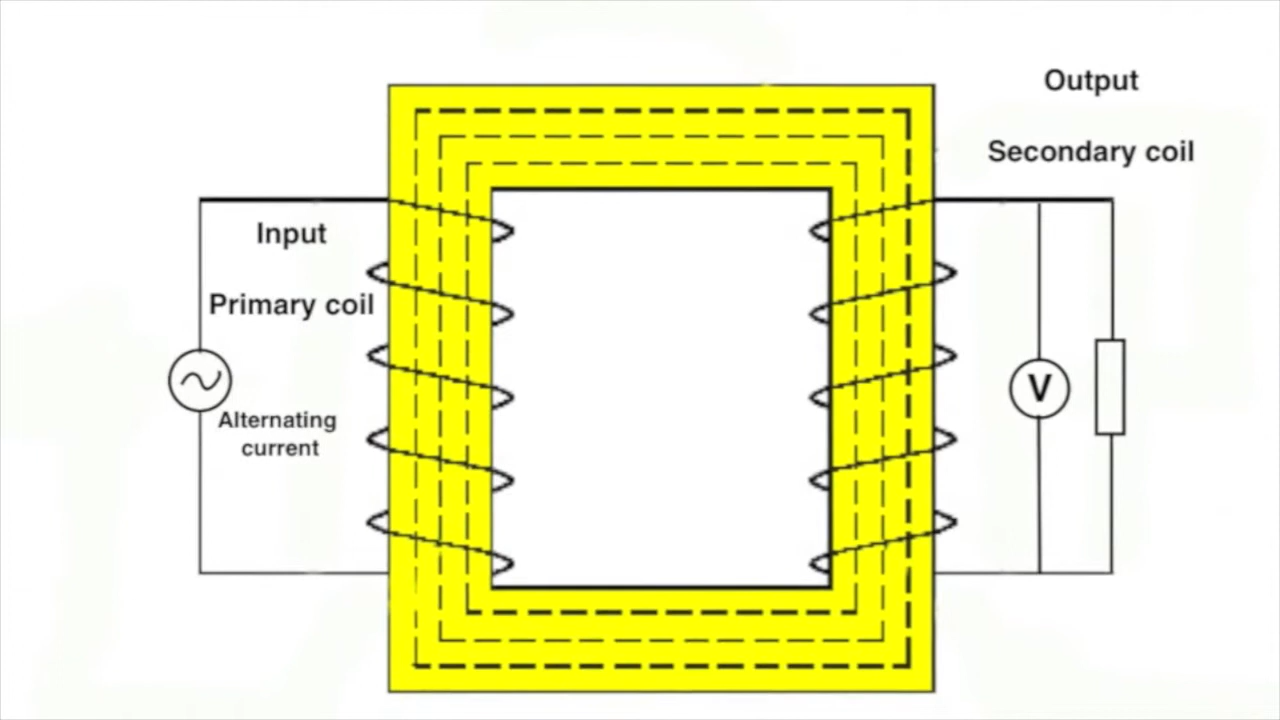 Output
Secondary coil
Input
Primary coil
Alternating
current
V